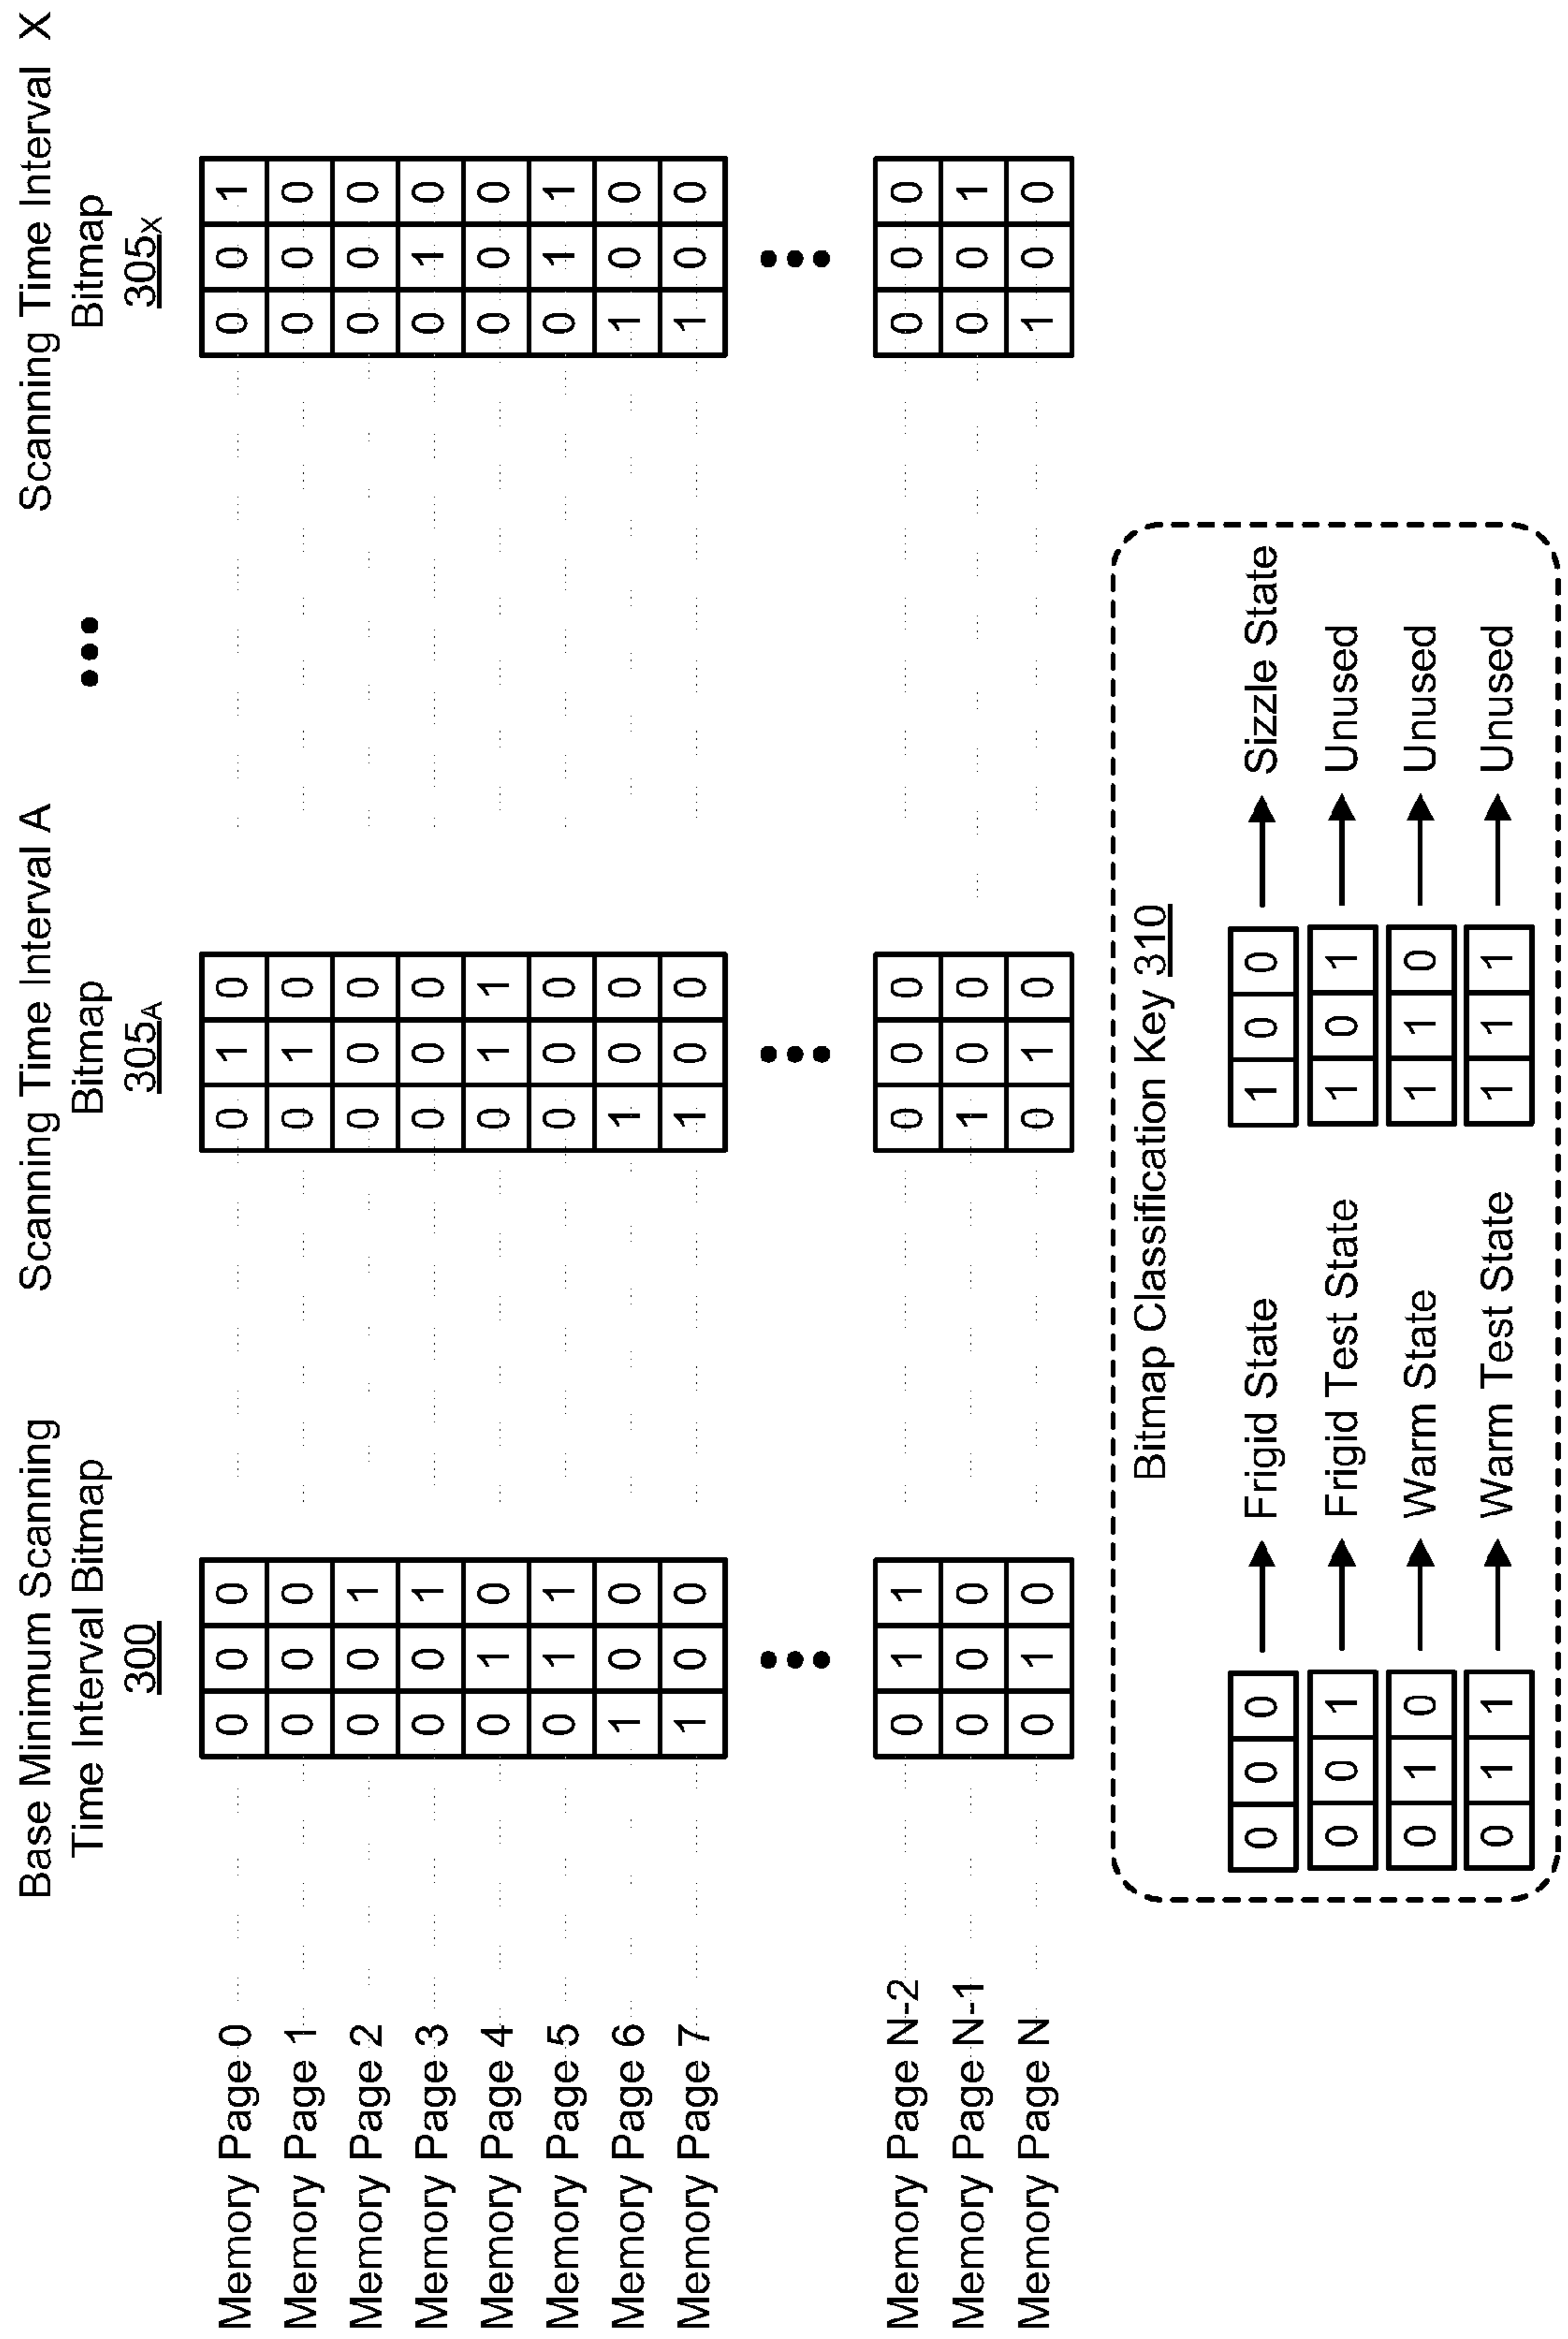 Base Minimum Scanning
Time Interval Bitmap
300
Scanning Time Interval A
Bitmap
305A
•••
Scanning Time Interval X
Bitmap
305X
Memory Page 0 0 0 0 0 1 0 0 0 1
Memory Page 1 0 0 0 0 1 0 0 0 0
Memory Page 2 0 0 1 0 0 0 0 0 0
Memory Page 3 0 0 1 0 0 0 0 1 0
Memory Page 4 0 1 0 0 1 1 0 0 0
Memory Page 5 0 1 1 0 0 0 0 1 1
Memory Page 6 1 0 0 1 0 0 1 0 0
Memory Page 7 1 0 0 1 0 0 1 0 0
••• ••• •••
Memory Page N-2 0 1 1 0 0 0 0 0 0
Memory Page N-1 0 0 0 1 0 0 0 0 1
Memory Page N 0 1 0 0 1 0 1 0 0
Bitmap Classification Key 310
0 0 0 Frigid State 1 0 0 Sizzle State
0 0 1 Frigid Test State 1 0 1 Unused
0 1 0 Warm State 1 1 0 Unused
0 1 1 Warm Test State 1 1 1 Unused